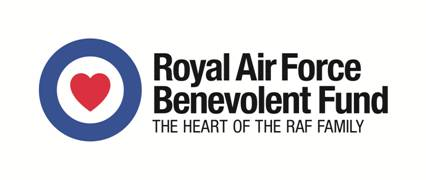 Royal Air Force
Benevolent Fund
THE HEART OF THE RAF FAMILY